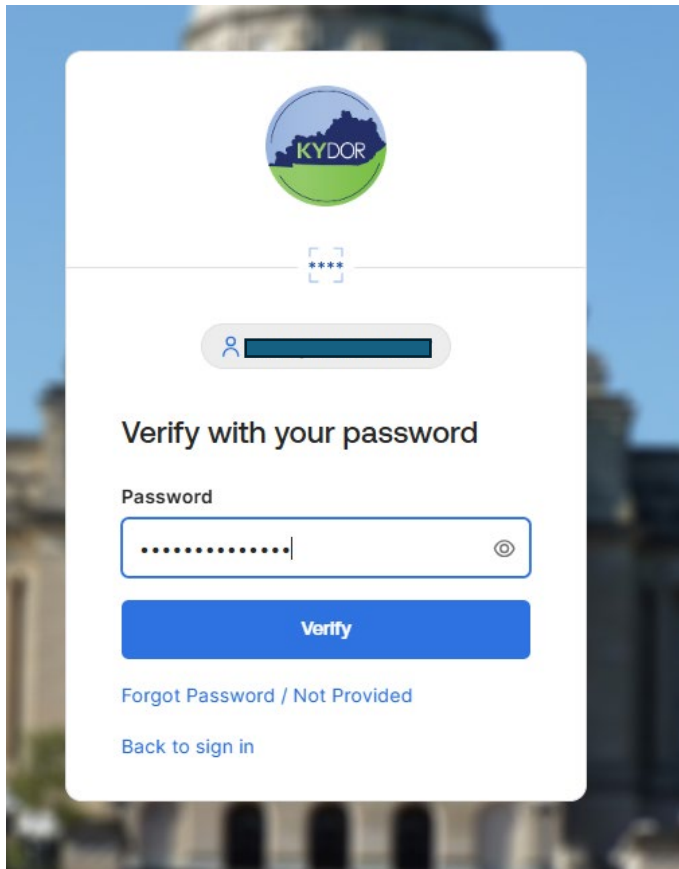 KYDOR
****
Verify with your password
Password
••••••••••••••
Verify
Forgot Password / Not Provided
Back to sign in